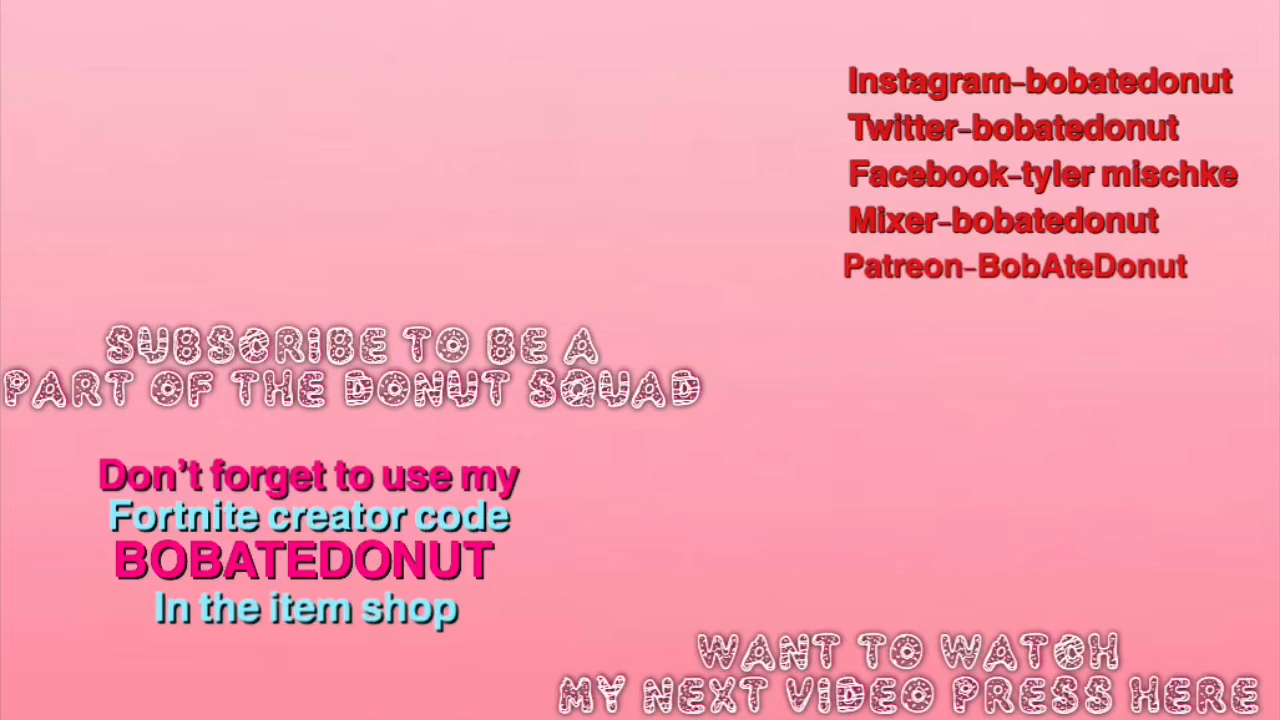 Instagram-bobatedonut
Twitter-bobatedonut
Facebook-tyler mischke
Mixer-bobatedonut
Patreon-BobAteDonut
SUBSCRIBE TO BE A
PART OF THE DONUT SQUAD
Don't forget to use my
Fortnite creator code
BOBATEDONUT
In the item shop
WANT TO WATCH
MY NEXT VIDEO PRESS HERE